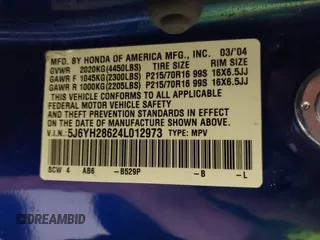 MFD. BY HONDA OF AMERICA MFG., INC. 03/'04
GVWR 2020KG(4450LBS) TIRE SIZE RIM SIZE
GAWR F 1045KG(2300LBS) P215/70R16 99S 16X6.5JJ
GAWR R 1000KG(2205LBS) P215/70R16 99S 16X6.5JJ
THIS VEHICLE CONFORMS TO ALL APPLICABLE
FEDERAL MOTOR VEHICLE SAFETY
AND THEFT PREVENTION STANDARDS IN EFFECT ON
THE DATE OF MANUFACTURE SHOWN ABOVE.
V.I.N.: 5J6YH28624L012973 TYPE: MPV
SCW 4 AB6 -B529P -B -L
DREAMBID